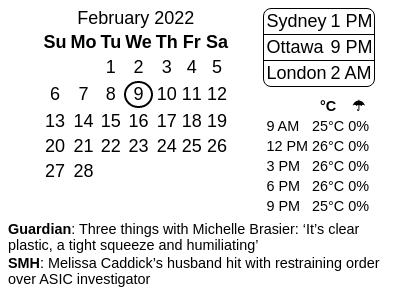 February 2022
Su Mo Tu We Th Fr Sa
1 2 3 4 5
6 7 8 9 10 11 12
13 14 15 16 17 18 19
20 21 22 23 24 25 26
27 28
Sydney 1 PM
Ottawa 9 PM
London 2 AM
°C ☂
9 AM 25°C 0%
12 PM 26°C 0%
3 PM 26°C 0%
6 PM 26°C 0%
9 PM 25°C 0%
Guardian: Three things with Michelle Brasier: ‘It’s clear
plastic, a tight squeeze and humiliating’
SMH: Melissa Caddick’s husband hit with restraining order
over ASIC investigator